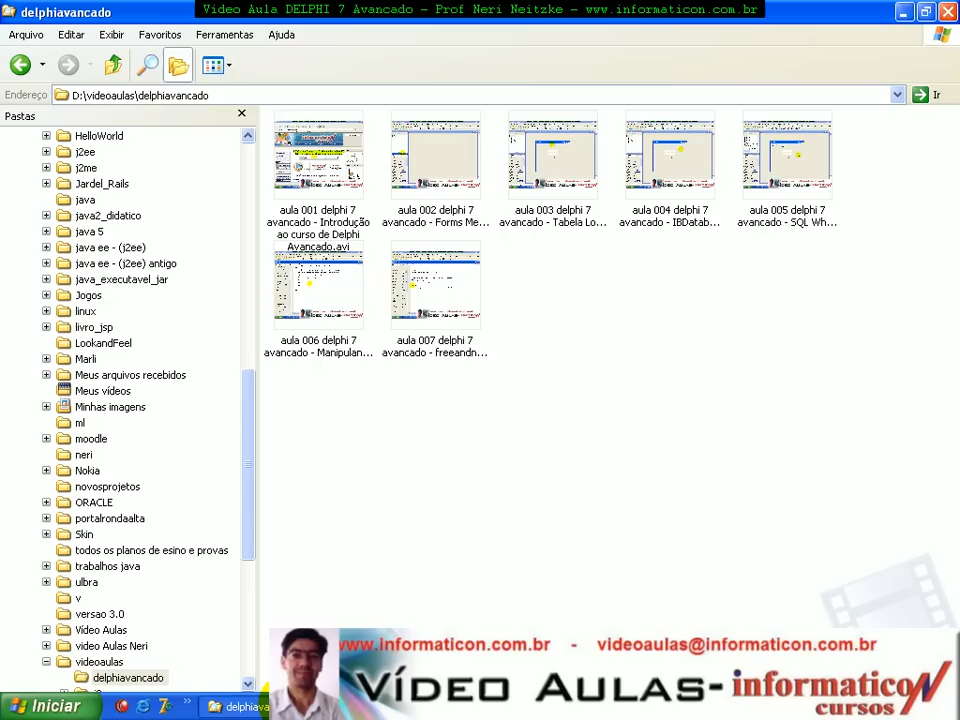 Video Aula DELPHI 7 Avancado - Prof Neri Neitzke - www.informaticon.com.br
delphiavancado
Arquivo Editar Exibir Favoritos Ferramentas Ajuda
Endereço D:\videoaulas\delphiavancado Ir
Pastas
HelloWorld
j2ee
j2me
Jardel_Rails
java
java2_didatico
java 5
java ee - (j2ee)
java ee - (j2ee) antigo
java_executavel_jar
Jogos
linux
livro_jsp
LookandFeel
Marli
Meus arquivos recebidos
Meus vídeos
Minhas imagens
ml
moodle
neri
Nokia
novosprojetos
ORACLE
portalrondaalta
Skin
todos os planos de esino e provas
trabalhos java
ulbra
v
versao 3.0
Vídeo Aulas
video Aulas Neri
videoaulas
delphiavancado
aula 001 delphi 7
avancado - Introdução
ao curso de Delphi
Avancado.avi
aula 002 delphi 7
avancado - Forms Me...
aula 003 delphi 7
avancado - Tabela Lo...
aula 004 delphi 7
avancado - IBDatab...
aula 005 delphi 7
avancado - SQL Wh...
aula 006 delphi 7
avancado - Manipulan...
aula 007 delphi 7
avancado - freeandn...
www.informaticon.com.br - videoaulas@informaticon.com.br
VÍDEO AULAS- informaticon
cursos
Iniciar
delphiava